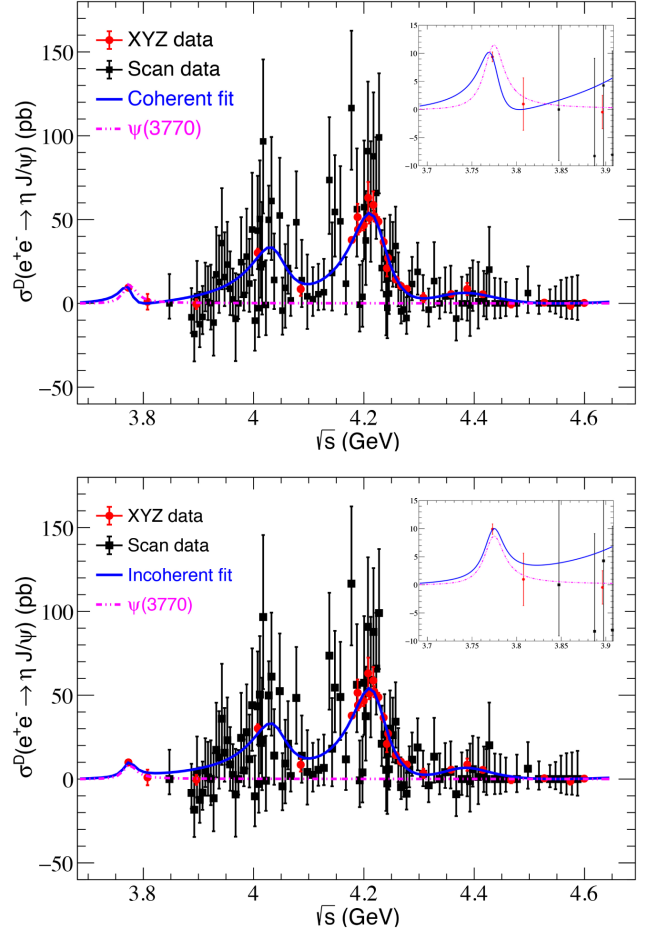 σᴰ(e⁺e⁻ → η J/ψ) (pb)
150
100
50
0
−50
XYZ data
Scan data
Coherent fit
ψ(3770)
15
10
5
0
−5
−10
3.7 3.75 3.8 3.85 3.9
3.8 4 4.2 4.4 4.6
√s (GeV)
σᴰ(e⁺e⁻ → η J/ψ) (pb)
150
100
50
0
−50
XYZ data
Scan data
Incoherent fit
ψ(3770)
15
10
5
0
−5
−10
3.7 3.75 3.8 3.85 3.9
3.8 4 4.2 4.4 4.6
√s (GeV)